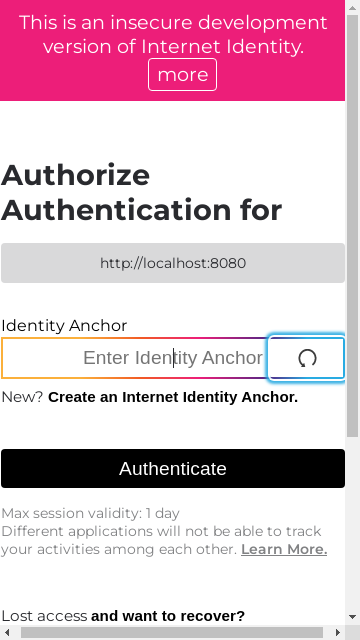 This is an insecure development
version of Internet Identity.
more
Authorize
Authentication for
http://localhost:8080
Identity Anchor
Enter Identity Anchor
New? Create an Internet Identity Anchor.
Authenticate
Max session validity: 1 day
Different applications will not be able to track
your activities among each other. Learn More.
Lost access and want to recover?